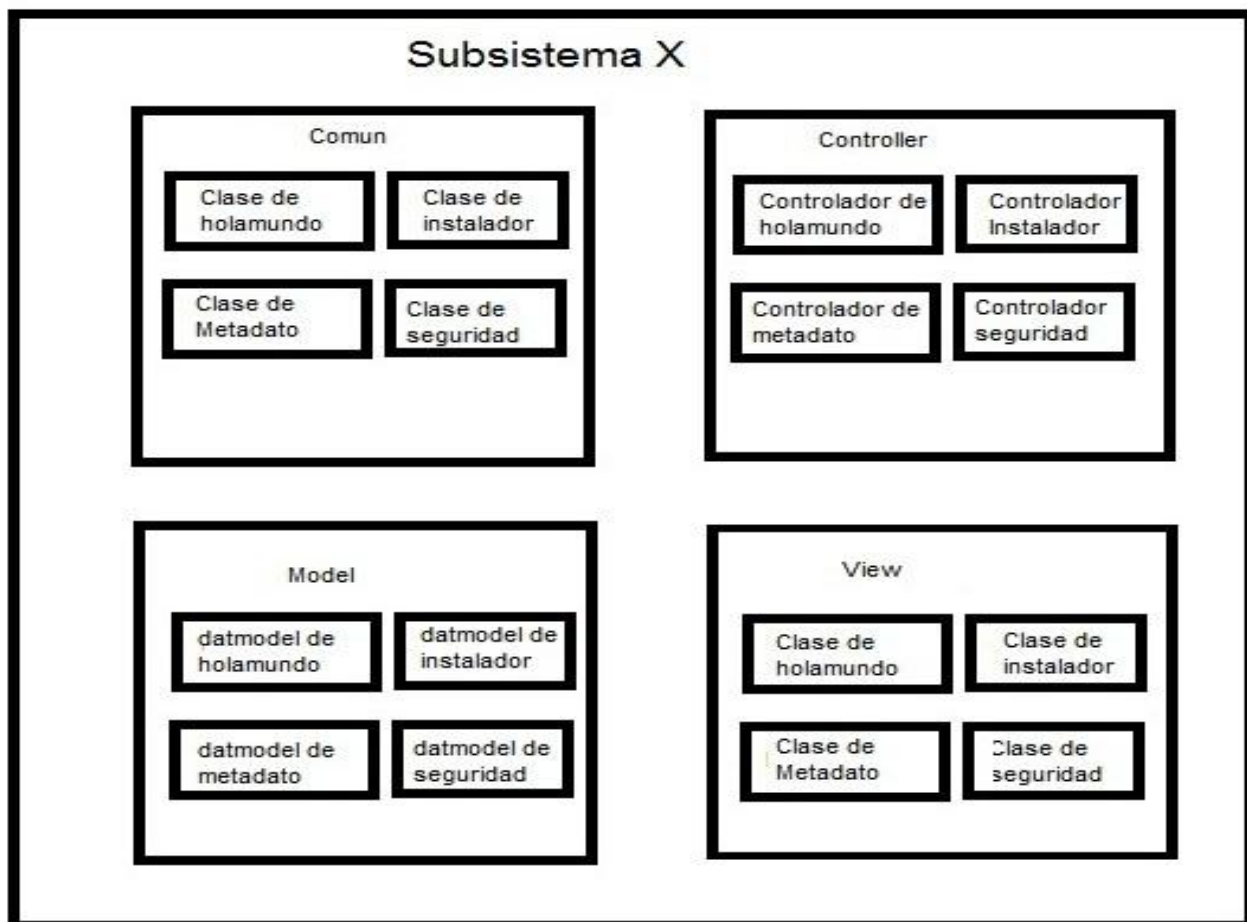 Subsistema X
Comun
Clase de
holamundo
Clase de
instalador
Clase de
Metadato
Clase de
seguridad
Controller
Controlador de
holamundo
Controlador
Instalador
Controlador de
metadato
Controlador
seguridad
Model
datmodel de
holamundo
datmodel de
instalador
datmodel de
metadato
datmodel de
seguridad
View
Clase de
holamundo
Clase de
instalador
Clase de
Metadato
Clase de
seguridad